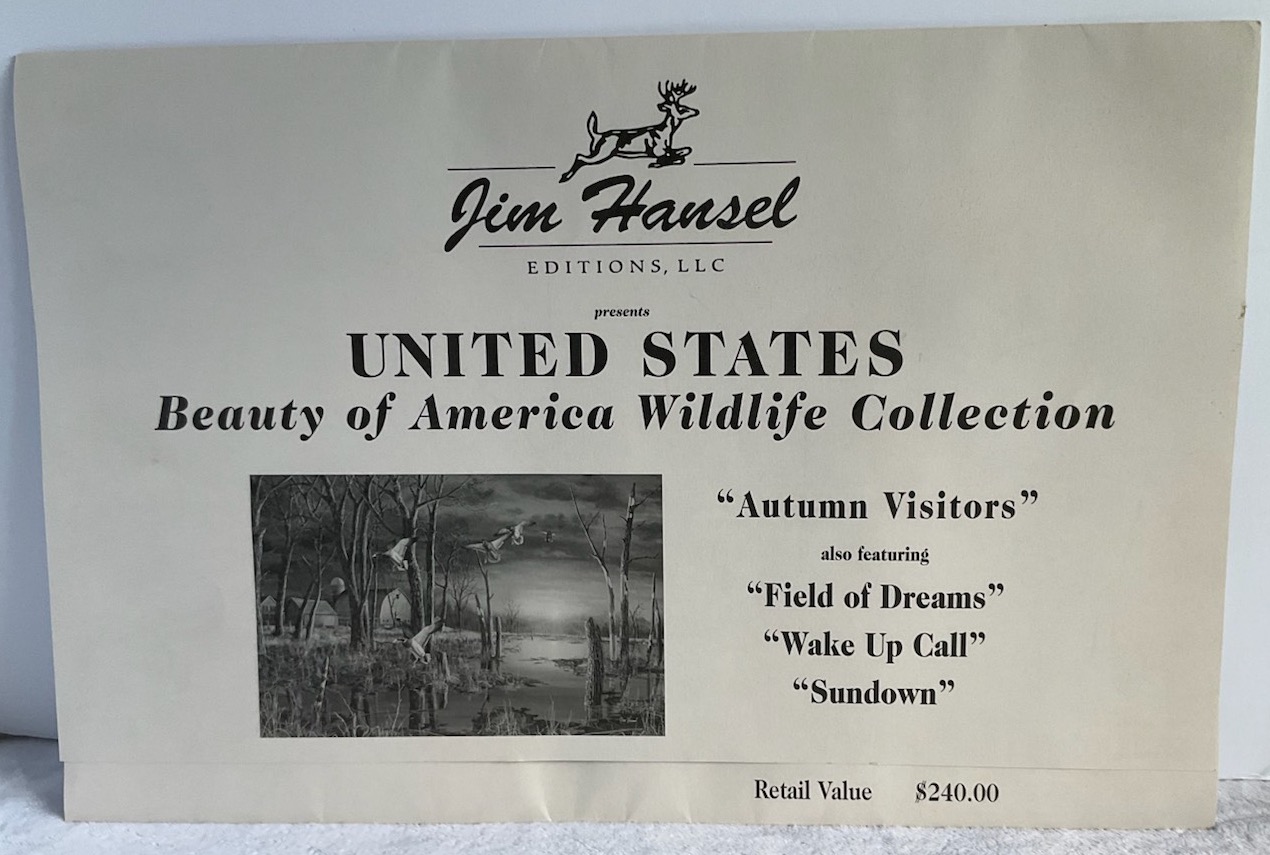 Jim Hansel
EDITIONS, LLC
presents
UNITED STATES
Beauty of America Wildlife Collection
“Autumn Visitors”
also featuring
“Field of Dreams”
“Wake Up Call”
“Sundown”
Retail Value $240.00